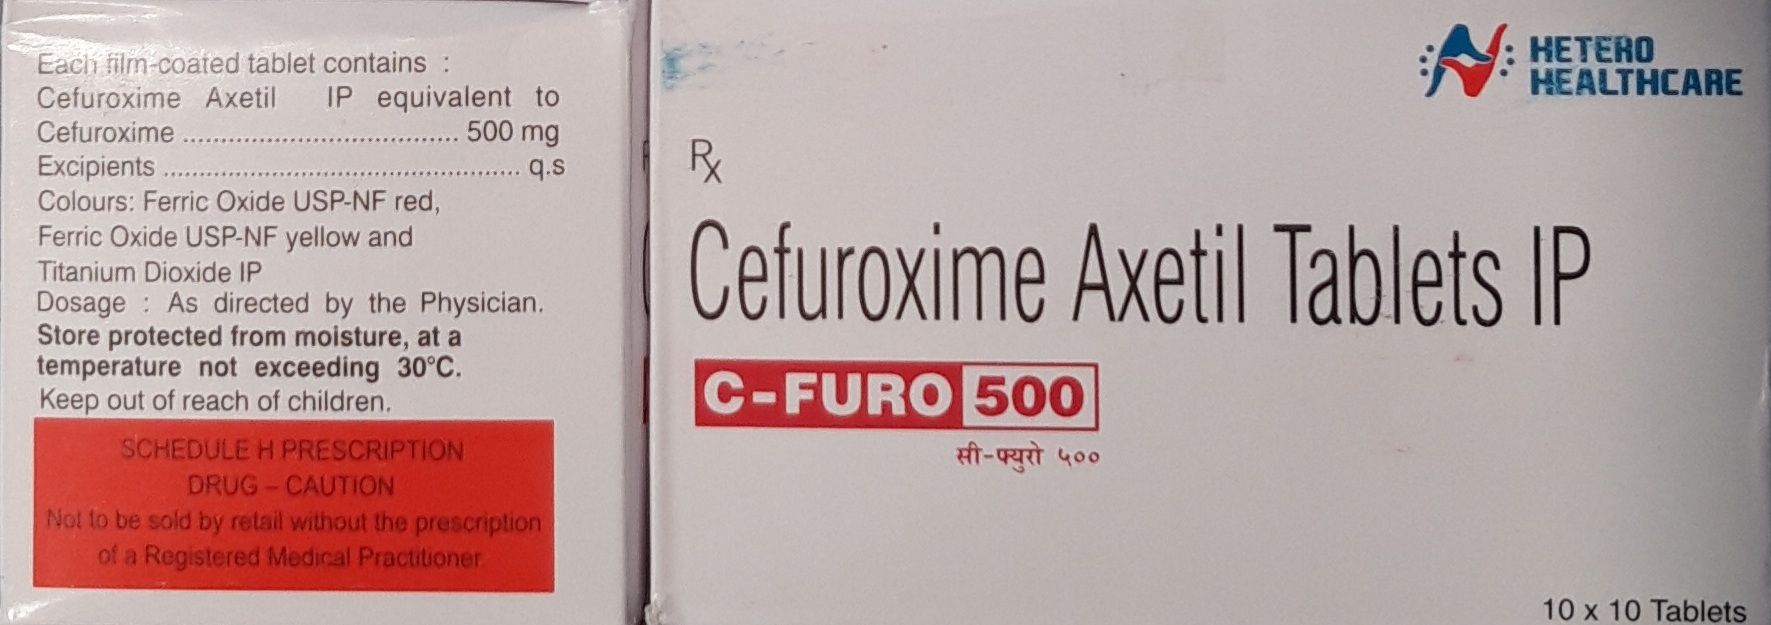 Each film-coated tablet contains :
Cefuroxime Axetil IP equivalent to
Cefuroxime .................................... 500 mg
Excipients ............................................... q.s
Colours: Ferric Oxide USP-NF red,
Ferric Oxide USP-NF yellow and
Titanium Dioxide IP
Dosage : As directed by the Physician.
Store protected from moisture, at a
temperature not exceeding 30°C.
Keep out of reach of children.
SCHEDULE H PRESCRIPTION
DRUG – CAUTION
Not to be sold by retail without the prescription
of a Registered Medical Practitioner
HETERO
HEALTHCARE
Rx
Cefuroxime Axetil Tablets IP
C-FURO 500
सी-फ्युरो ५००
10 x 10 Tablets